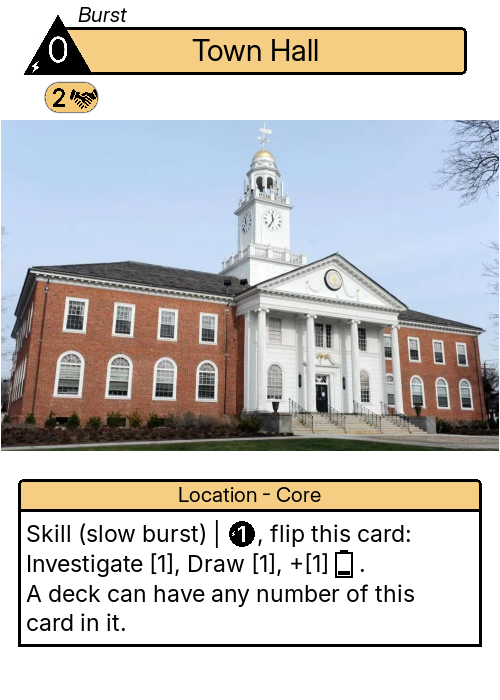 Burst
0
Town Hall
2
Location - Core
Skill (slow burst) | 1, flip this card:
Investigate [1], Draw [1], +[1] .
A deck can have any number of this
card in it.